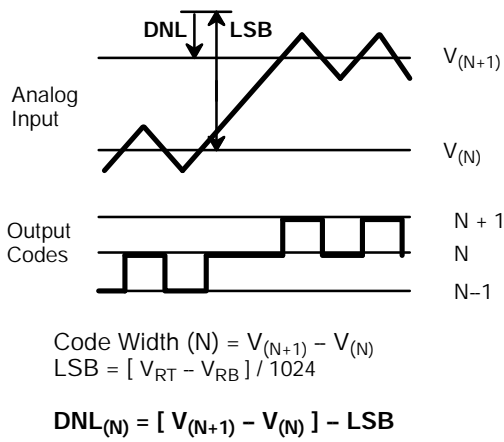 DNL LSB
V(N+1)
Analog
Input
V(N)
Output
Codes
N + 1
N
N–1
Code Width (N) = V(N+1) – V(N)
LSB = [ VRT – VRB ] / 1024
DNL(N) = [ V(N+1) – V(N) ] – LSB